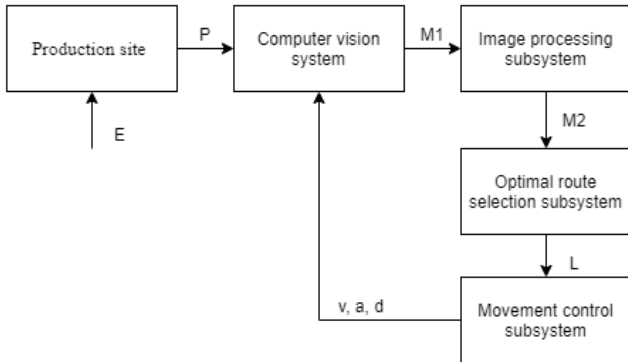 Production site
P
Computer vision
system
M1
Image processing
subsystem
E
M2
Optimal route
selection subsystem
L
v, a, d
Movement control
subsystem